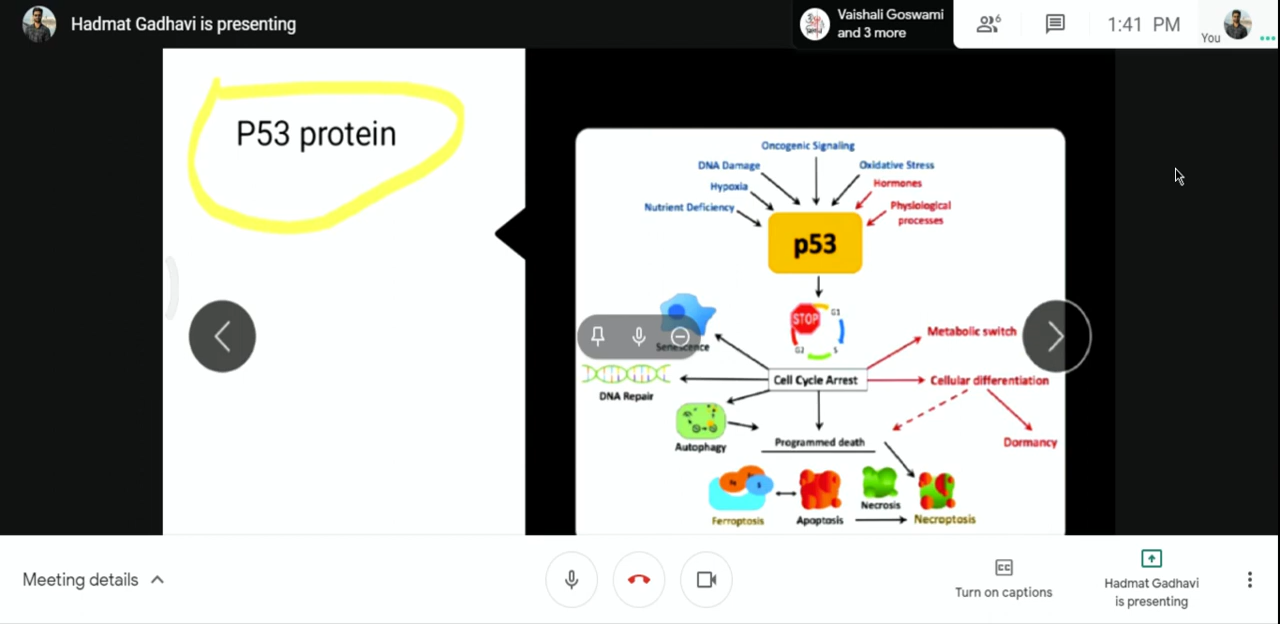 Hadmat Gadhavi is presenting
Vaishali Goswami
and 3 more
6
1:41 PM
You
P53 protein
Oncogenic Signaling
DNA Damage
Oxidative Stress
Hypoxia
Hormones
Nutrient Deficiency
Physiological
processes
p53
STOP
G1
G2
S
Senescence
Metabolic switch
Cell Cycle Arrest
Cellular differentiation
DNA Repair
Autophagy
Programmed death
Dormancy
Necrosis
Ferroptosis
Apoptosis
Necroptosis
Meeting details
CC
Turn on captions
Hadmat Gadhavi
is presenting